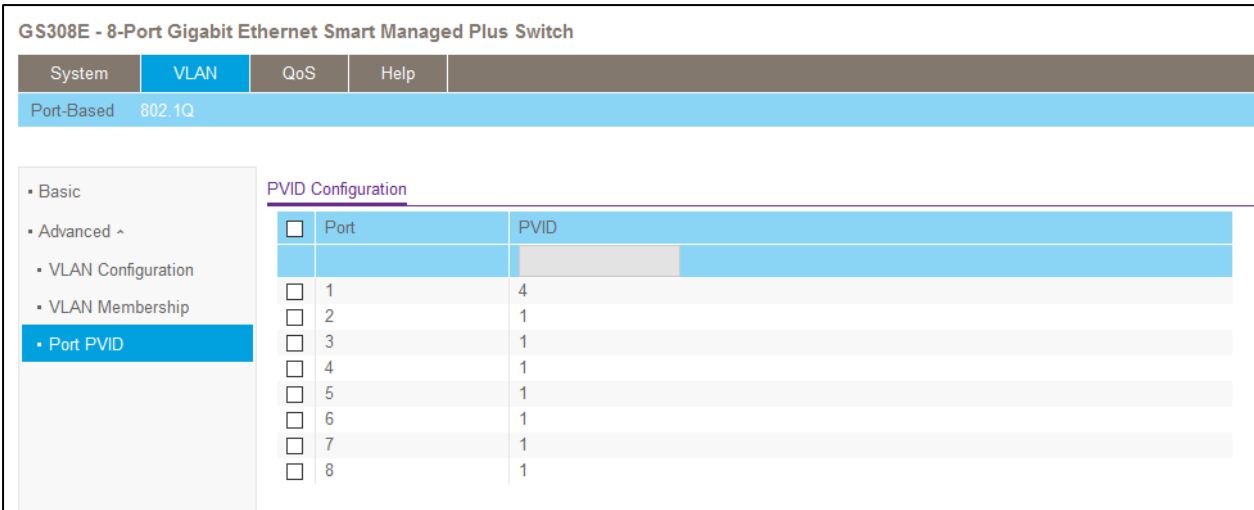 GS308E - 8-Port Gigabit Ethernet Smart Managed Plus Switch
System VLAN QoS Help
Port-Based 802.1Q
Basic
Advanced
VLAN Configuration
VLAN Membership
Port PVID
PVID Configuration
Port PVID
1 4
2 1
3 1
4 1
5 1
6 1
7 1
8 1